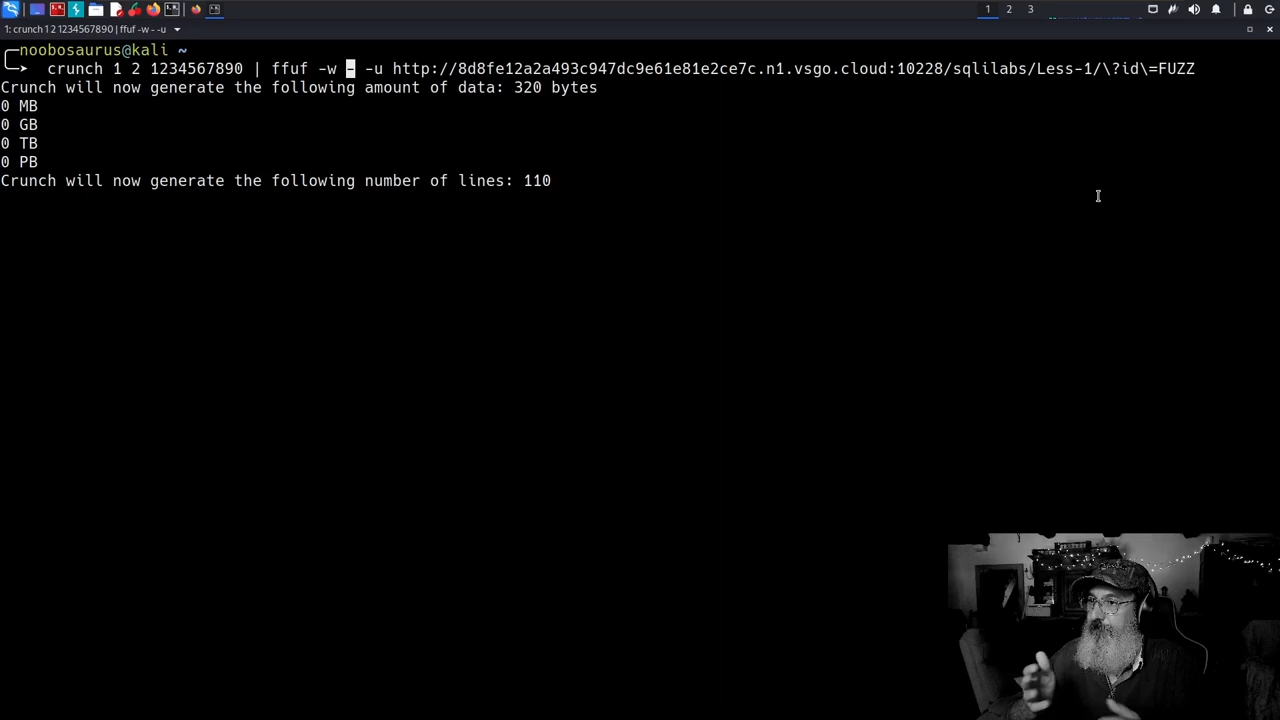 1 2 3
1: crunch 1 2 1234567890 | ffuf -w - -u
noobosaurus@kali ~
crunch 1 2 1234567890 | ffuf -w - -u http://8d8fe12a2a493c947dc9e61e81e2ce7c.n1.vsgo.cloud:10228/sqlilabs/Less-1/\?id\=FUZZ
Crunch will now generate the following amount of data: 320 bytes
0 MB
0 GB
0 TB
0 PB
Crunch will now generate the following number of lines: 110